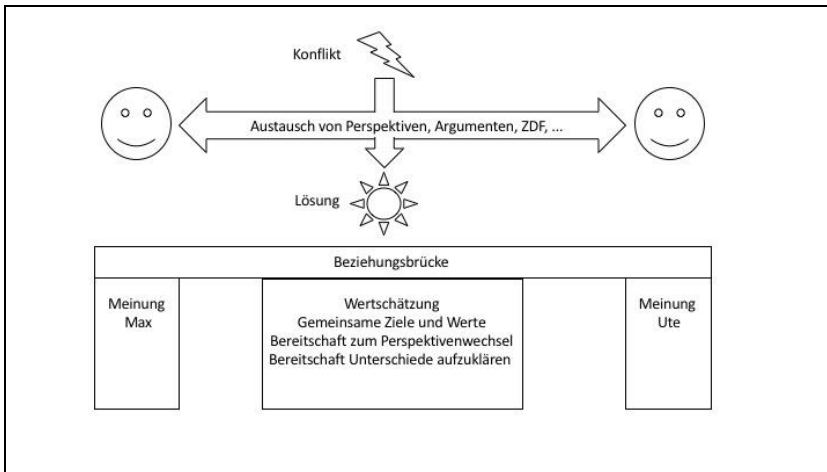 Konflikt
Austausch von Perspektiven, Argumenten, ZDF, ...
Lösung
Beziehungsbrücke
Meinung
Max
Wertschätzung
Gemeinsame Ziele und Werte
Bereitschaft zum Perspektivenwechsel
Bereitschaft Unterschiede aufzuklären
Meinung
Ute